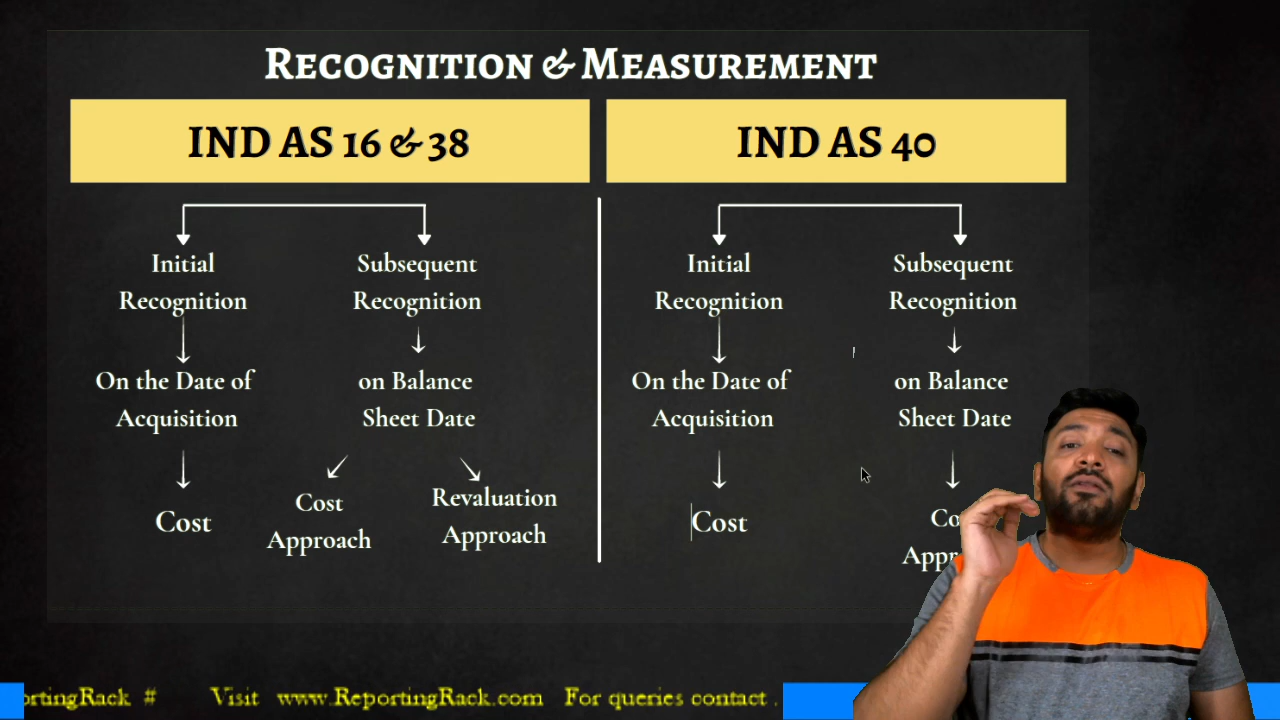 Recognition & Measurement
IND AS 16 & 38
IND AS 40
Initial
Recognition
On the Date of
Acquisition
Cost
Subsequent
Recognition
on Balance
Sheet Date
Cost
Approach
Revaluation
Approach
Initial
Recognition
On the Date of
Acquisition
Cost
Subsequent
Recognition
on Balance
Sheet Date
ortingRack # Visit www.ReportingRack.com For queries contact .